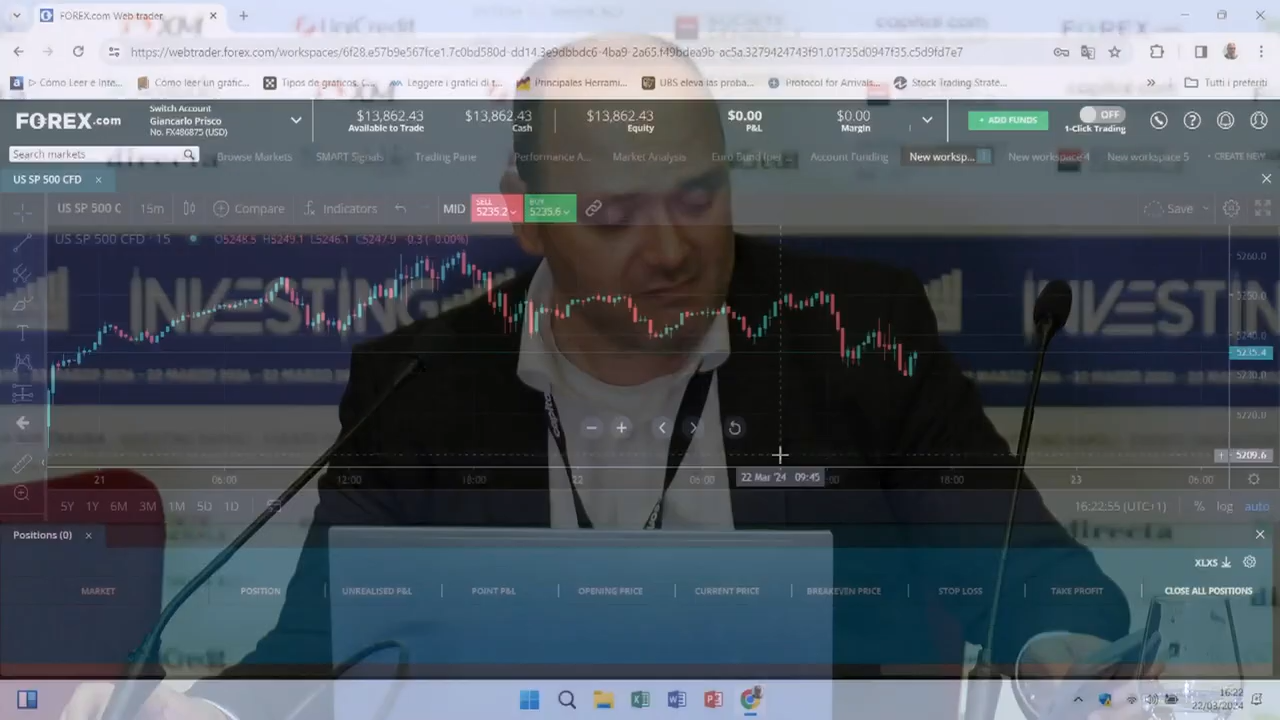 FOREX.com Web trader
UniCredit
capital.com
https://webtrader.forex.com/workspaces/6f28.e57b9e567fce1.7c0bd580d-dd14.3e9dbbdc6-4ba9-2a65.f49bdea9b-ac5a.3279424743f91.01735d0947f35.c5d9fd7e7
▷ Como Leer e Inte...
Cómo leer un gráfic...
Tipos de gráficos. C...
Leggere i grafici di t...
Principales Herrami...
UBS eleva las proba...
Protocol for Arrivals...
Stock Trading Strate...
Tutti i preferiti
FOREX.com
Switch Account
Giancarlo Prisco
No. FX486875 (USD)
$13,862.43
Available to Trade
$13,862.43
Cash
$13,862.43
Equity
$0.00
P&L
$0.00
Margin
+ ADD FUNDS
OFF
1-Click Trading
Search markets
Browse Markets
SMART Signals
Trading Pane
Performance A...
Market Analysis
Account Funding
New worksp...
New workspace 4
New workspace 5
+ CREATE NEW
US SP 500 CFD
US SP 500 C
15m
Compare
Indicators
MID
SELL
5235.2
BUY
5235.6
Save
US SP 500 CFD · 15
O5248.5 H5249.1 L5246.1 C5247.9 -0.3 (-0.00%)
INVESTING
INVESTING
5260.0
5240.0
5235.4
5230.0
5220.0
5209.6
21
06:00
12:00
18:00
22
06:00
22 Mar '24 09:45
18:00
23
06:00
5Y 1Y 6M 3M 1M 5D 1D
16:22:55 (UTC+1)
% log auto
directa
Positions (0)
XLXS
MARKET
POSITION
UNREALISED P&L
POINT P&L
OPENING PRICE
CURRENT PRICE
BREAKEVEN PRICE
STOP LOSS
TAKE PROFIT
CLOSE ALL POSITIONS
16:22
22/03/2024